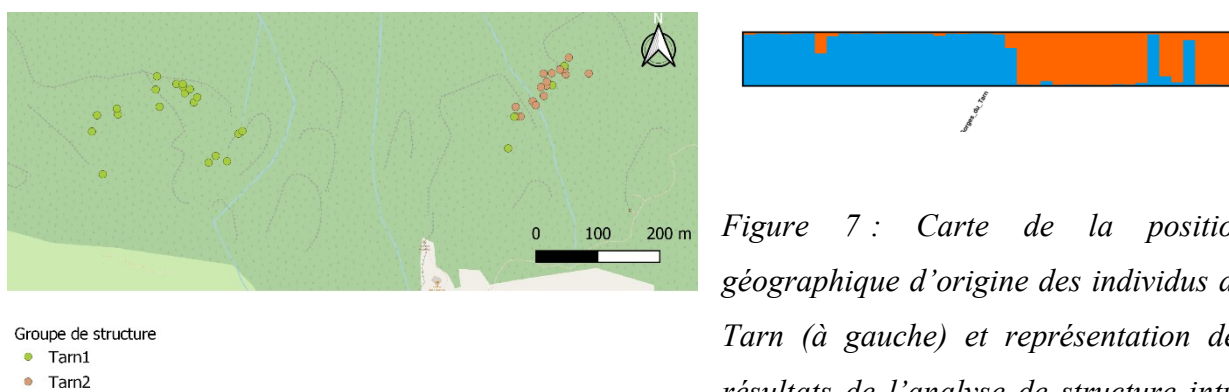 N
0 100 200 m
Groupe de structure
Tarn1
Tarn2
Figure 7 : Carte de la positio
géographique d'origine des individus d
Tarn (à gauche) et représentation de
résultats de l'analyse de structure intr